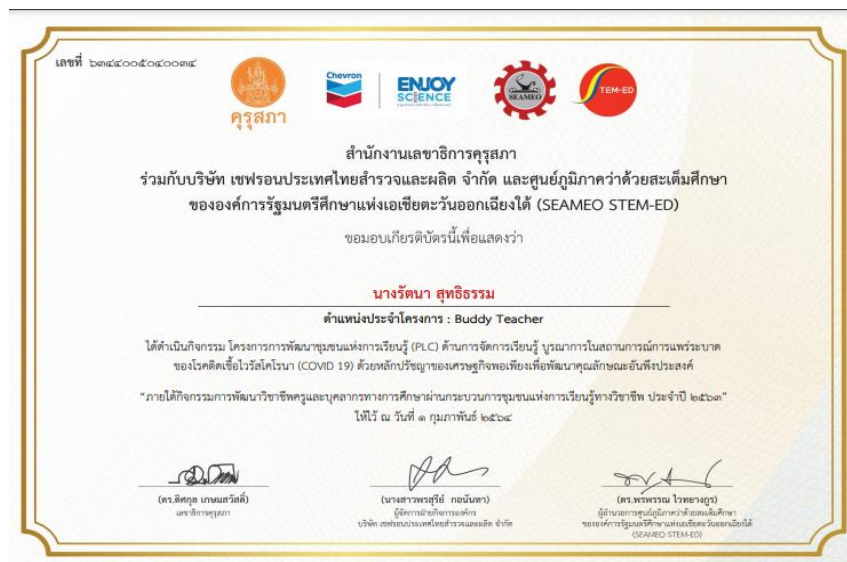 เลขที่ ๖๓๔๔๐๐๕๐๔๐๐๓๔
คุรุสภา
Chevron
ENJOY
SCIENCE
SEAMEO
TEM-ED
สำนักงานเลขาธิการคุรุสภา
ร่วมกับบริษัท เชฟรอนประเทศไทยสำรวจและผลิต จำกัด และศูนย์ภูมิภาคว่าด้วยสะเต็มศึกษา
ขององค์การรัฐมนตรีศึกษาแห่งเอเชียตะวันออกเฉียงใต้ (SEAMEO STEM-ED)
ขอมอบเกียรติบัตรนี้เพื่อแสดงว่า
นางรัตนา สุทธิธรรม
ตำแหน่งประจำโครงการ : Buddy Teacher
ได้ดำเนินกิจกรรม โครงการการพัฒนาชุมชนแห่งการเรียนรู้ (PLC) ด้านการจัดการเรียนรู้ บูรณาการในสถานการณ์การแพร่ระบาด
ของโรคติดเชื้อไวรัสโคโรนา (COVID 19) ด้วยหลักปรัชญาของเศรษฐกิจพอเพียงเพื่อพัฒนาคุณลักษณะอันพึงประสงค์
"ภายใต้กิจกรรมการพัฒนาวิชาชีพครูและบุคลากรทางการศึกษาผ่านกระบวนการชุมชนแห่งการเรียนรู้ทางวิชาชีพ ประจำปี ๒๕๖๓"
ให้ไว้ ณ วันที่ ๑ กุมภาพันธ์ ๒๕๖๔
(ดร.ดิศกุล เกษมสวัสดิ์)
เลขาธิการคุรุสภา
(นางสาวพรสุรีย์ กอนันทา)
ผู้จัดการฝ่ายกิจการองค์กร
บริษัท เชฟรอนประเทศไทยสำรวจและผลิต จำกัด
(ดร.พรพรรณ ไวทยางกูร)
ผู้อำนวยการศูนย์ภูมิภาคว่าด้วยสะเต็มศึกษา
ขององค์การรัฐมนตรีศึกษาแห่งเอเชียตะวันออกเฉียงใต้
(SEAMEO STEM-ED)